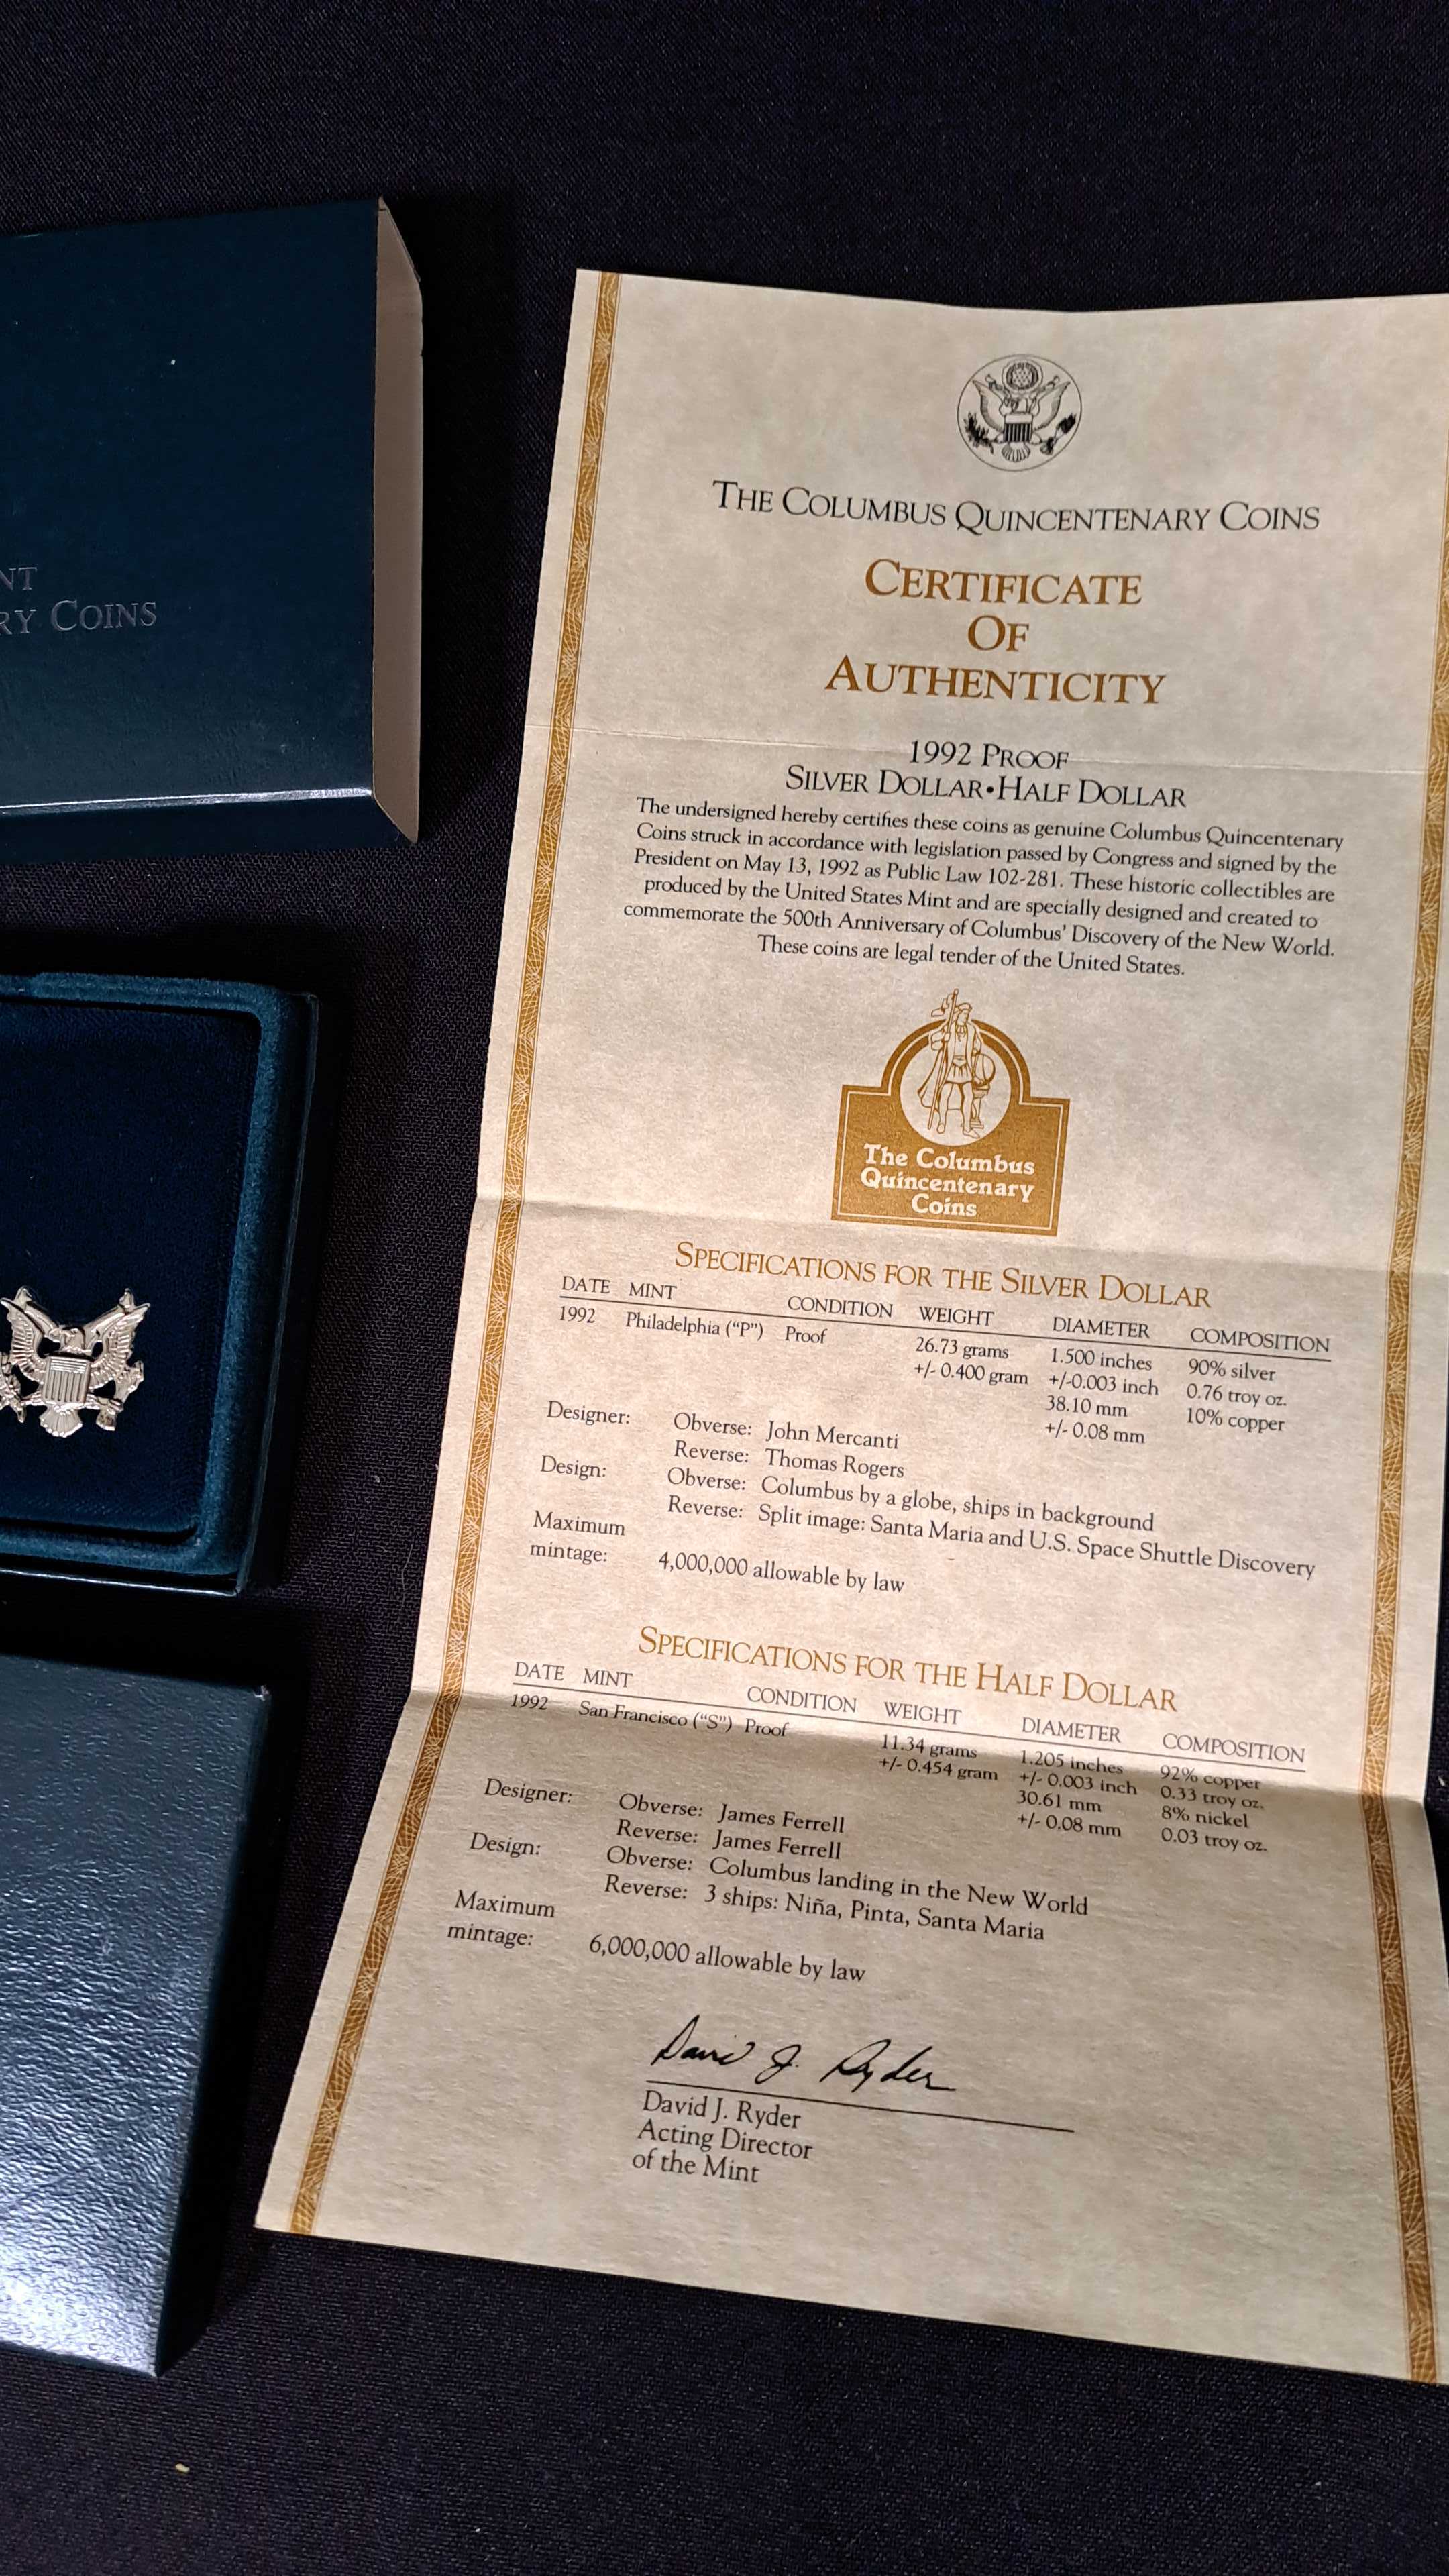 NT
RY COINS
THE COLUMBUS QUINCENTENARY COINS
CERTIFICATE
OF
AUTHENTICITY
1992 PROOF
SILVER DOLLAR•HALF DOLLAR
The undersigned hereby certifies these coins as genuine Columbus Quincentenary
Coins struck in accordance with legislation passed by Congress and signed by the
President on May 13, 1992 as Public Law 102-281. These historic collectibles are
produced by the United States Mint and are specially designed and created to
commemorate the 500th Anniversary of Columbus' Discovery of the New World.
These coins are legal tender of the United States.
The Columbus
Quincentenary
Coins
SPECIFICATIONS FOR THE SILVER DOLLAR
DATE MINT CONDITION WEIGHT DIAMETER COMPOSITION
1992 Philadelphia ("P") Proof 26.73 grams 1.500 inches 90% silver
+/- 0.400 gram +/-0.003 inch 0.76 troy oz.
38.10 mm 10% copper
+/- 0.08 mm
Designer: Obverse: John Mercanti
Reverse: Thomas Rogers
Design: Obverse: Columbus by a globe, ships in background
Reverse: Split image: Santa Maria and U.S. Space Shuttle Discovery
Maximum
mintage: 4,000,000 allowable by law
SPECIFICATIONS FOR THE HALF DOLLAR
DATE MINT CONDITION WEIGHT DIAMETER COMPOSITION
1992 San Francisco ("S") Proof 11.34 grams 1.205 inches 92% copper
+/- 0.454 gram +/- 0.003 inch 0.33 troy oz.
30.61 mm 8% nickel
+/- 0.08 mm 0.03 troy oz.
Designer: Obverse: James Ferrell
Reverse: James Ferrell
Design: Obverse: Columbus landing in the New World
Reverse: 3 ships: Niña, Pinta, Santa Maria
Maximum
mintage: 6,000,000 allowable by law
David J. Ryder
David J. Ryder
Acting Director
of the Mint